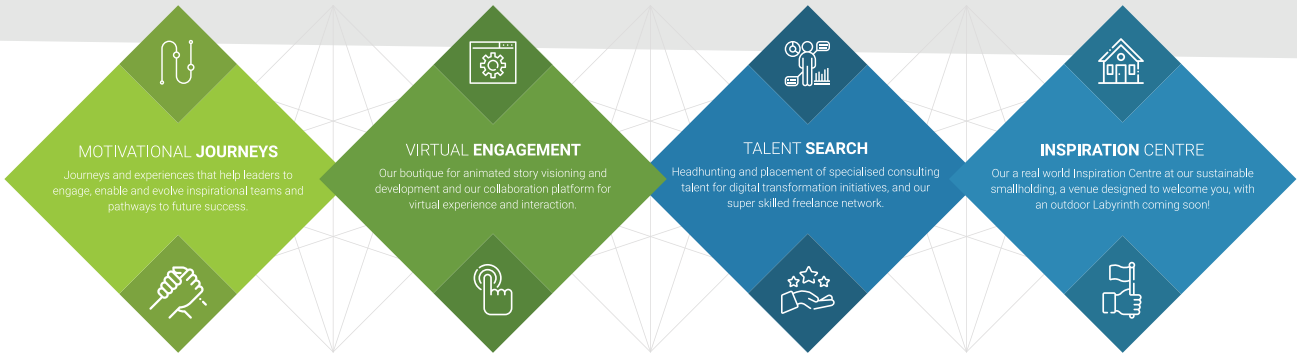 MOTIVATIONAL JOURNEYS
Journeys and experiences that help leaders to
engage, enable and evolve inspirational teams and
pathways to future success.
VIRTUAL ENGAGEMENT
Our boutique for animated story visioning and
development and our collaboration platform for
virtual experience and interaction.
TALENT SEARCH
Headhunting and placement of specialised consulting
talent for digital transformation initiatives, and our
super skilled freelance network.
INSPIRATION CENTRE
Our a real world Inspiration Centre at our sustainable
smallholding, a venue designed to welcome you, with
an outdoor Labyrinth coming soon!